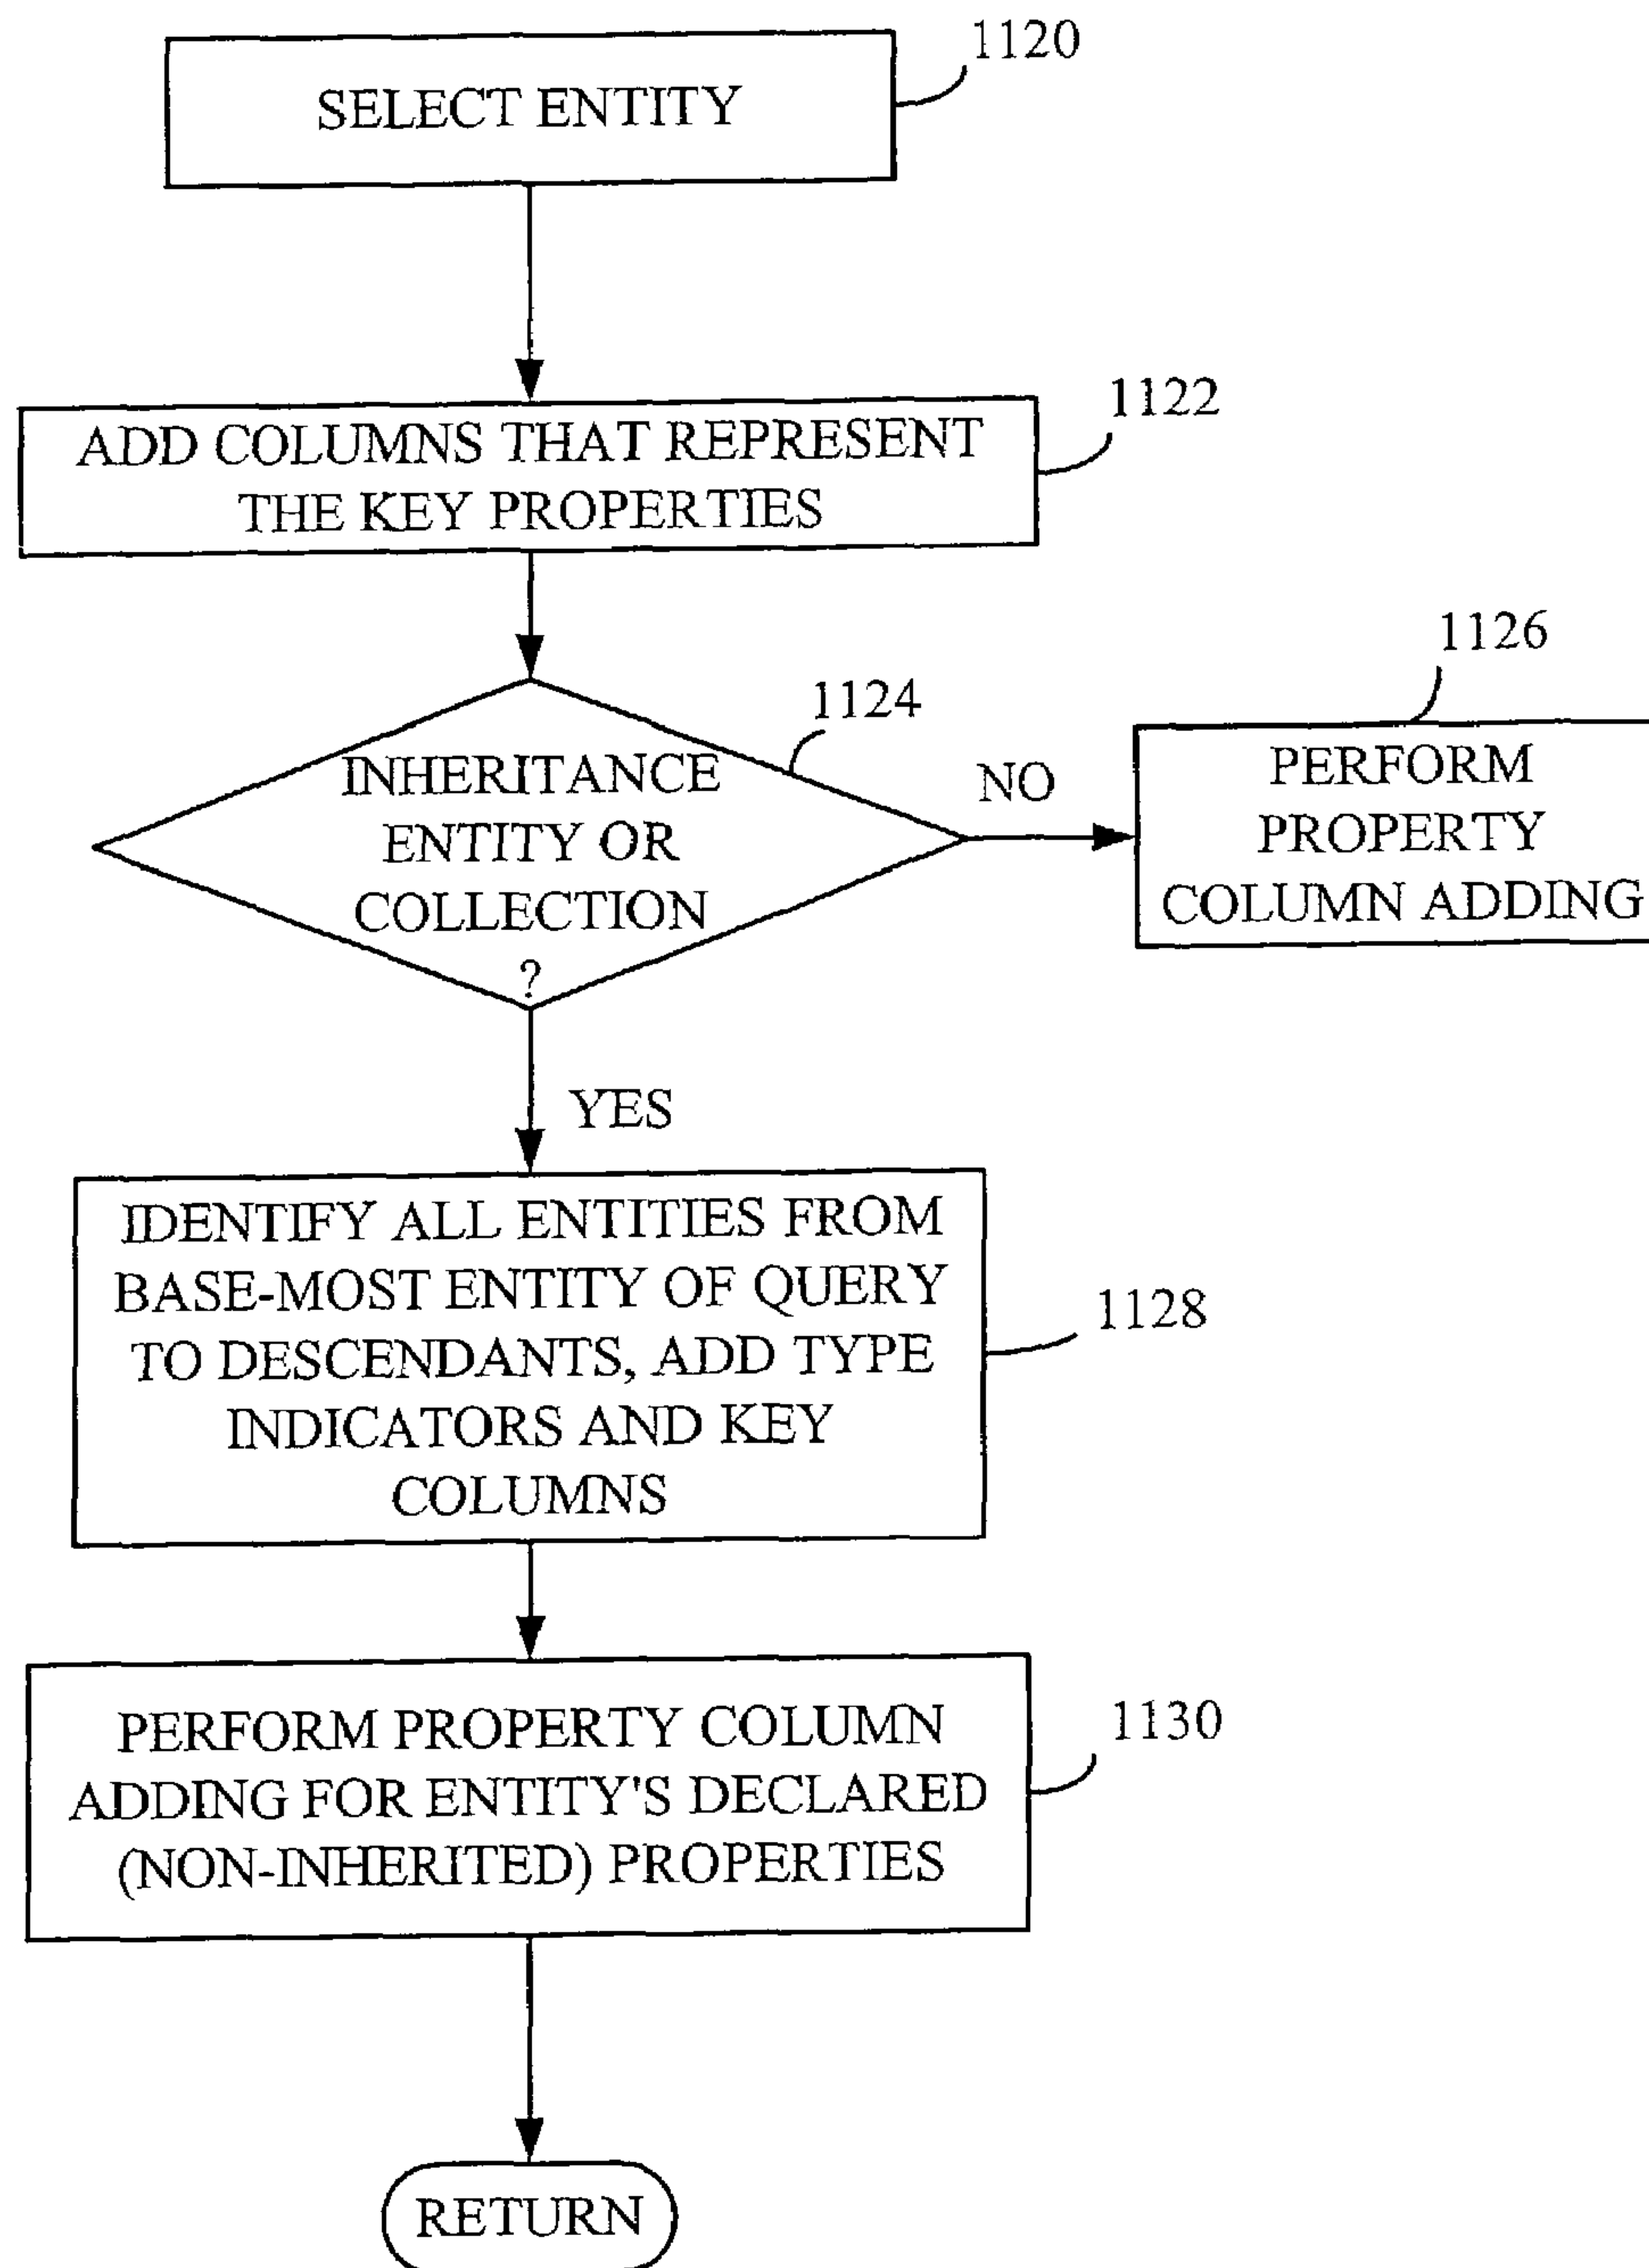 1120
SELECT ENTITY
1122
ADD COLUMNS THAT REPRESENT
THE KEY PROPERTIES
1124
INHERITANCE
ENTITY OR
COLLECTION
?
NO
1126
PERFORM
PROPERTY
COLUMN ADDING
YES
1128
IDENTIFY ALL ENTITIES FROM
BASE-MOST ENTITY OF QUERY
TO DESCENDANTS, ADD TYPE
INDICATORS AND KEY
COLUMNS
1130
PERFORM PROPERTY COLUMN
ADDING FOR ENTITY'S DECLARED
(NON-INHERITED) PROPERTIES
RETURN